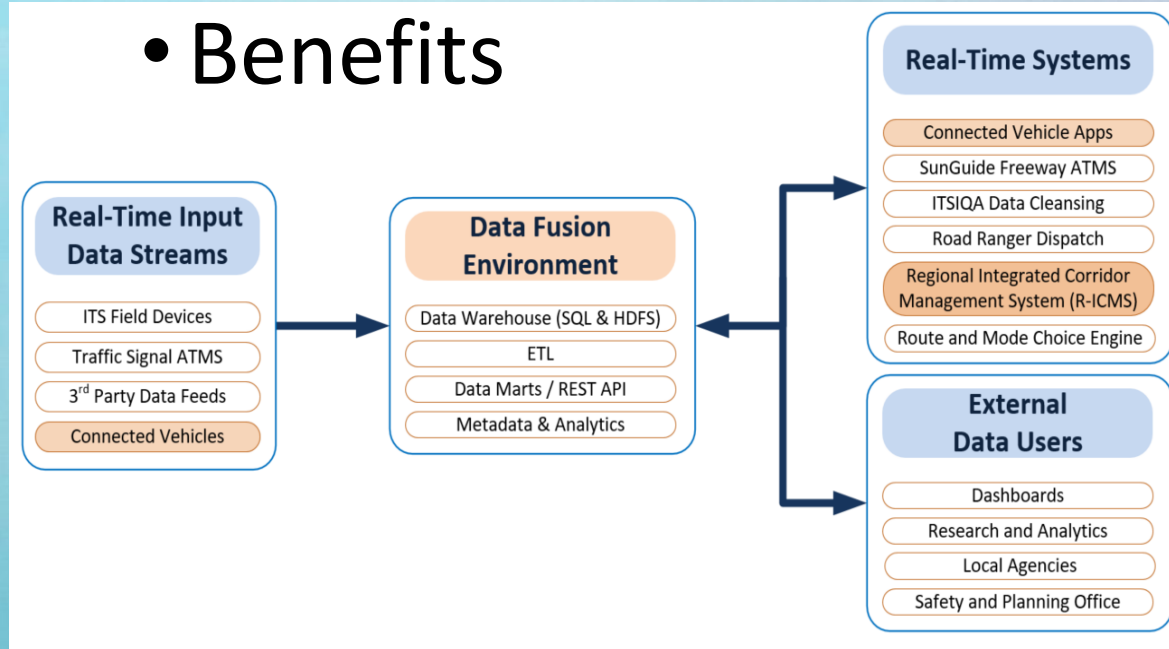 • Benefits
Real-Time Input
Data Streams
ITS Field Devices
Traffic Signal ATMS
3rd Party Data Feeds
Connected Vehicles
Data Fusion
Environment
Data Warehouse (SQL & HDFS)
ETL
Data Marts / REST API
Metadata & Analytics
Real-Time Systems
Connected Vehicle Apps
SunGuide Freeway ATMS
ITSIQA Data Cleansing
Road Ranger Dispatch
Regional Integrated Corridor
Management System (R-ICMS)
Route and Mode Choice Engine
External
Data Users
Dashboards
Research and Analytics
Local Agencies
Safety and Planning Office